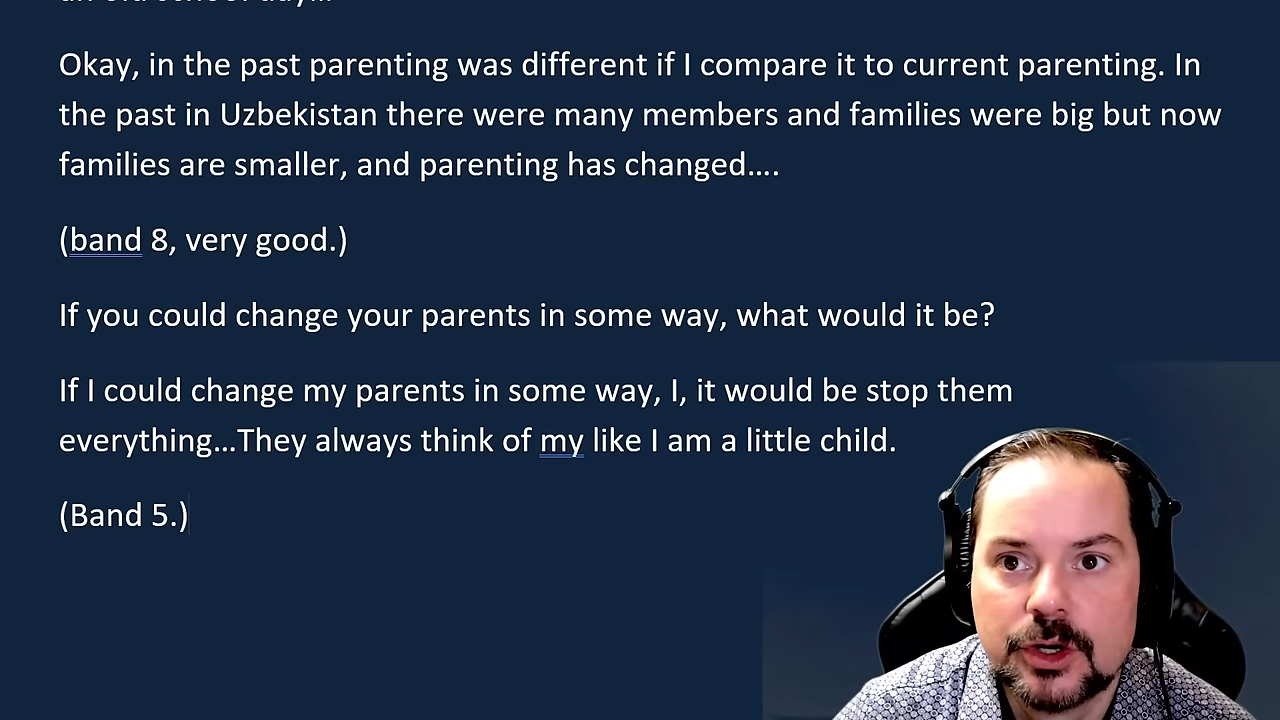 Okay, in the past parenting was different if I compare it to current parenting. In
the past in Uzbekistan there were many members and families were big but now
families are smaller, and parenting has changed....
(band 8, very good.)
If you could change your parents in some way, what would it be?
If I could change my parents in some way, I, it would be stop them
everything...They always think of my like I am a little child.
(Band 5.)